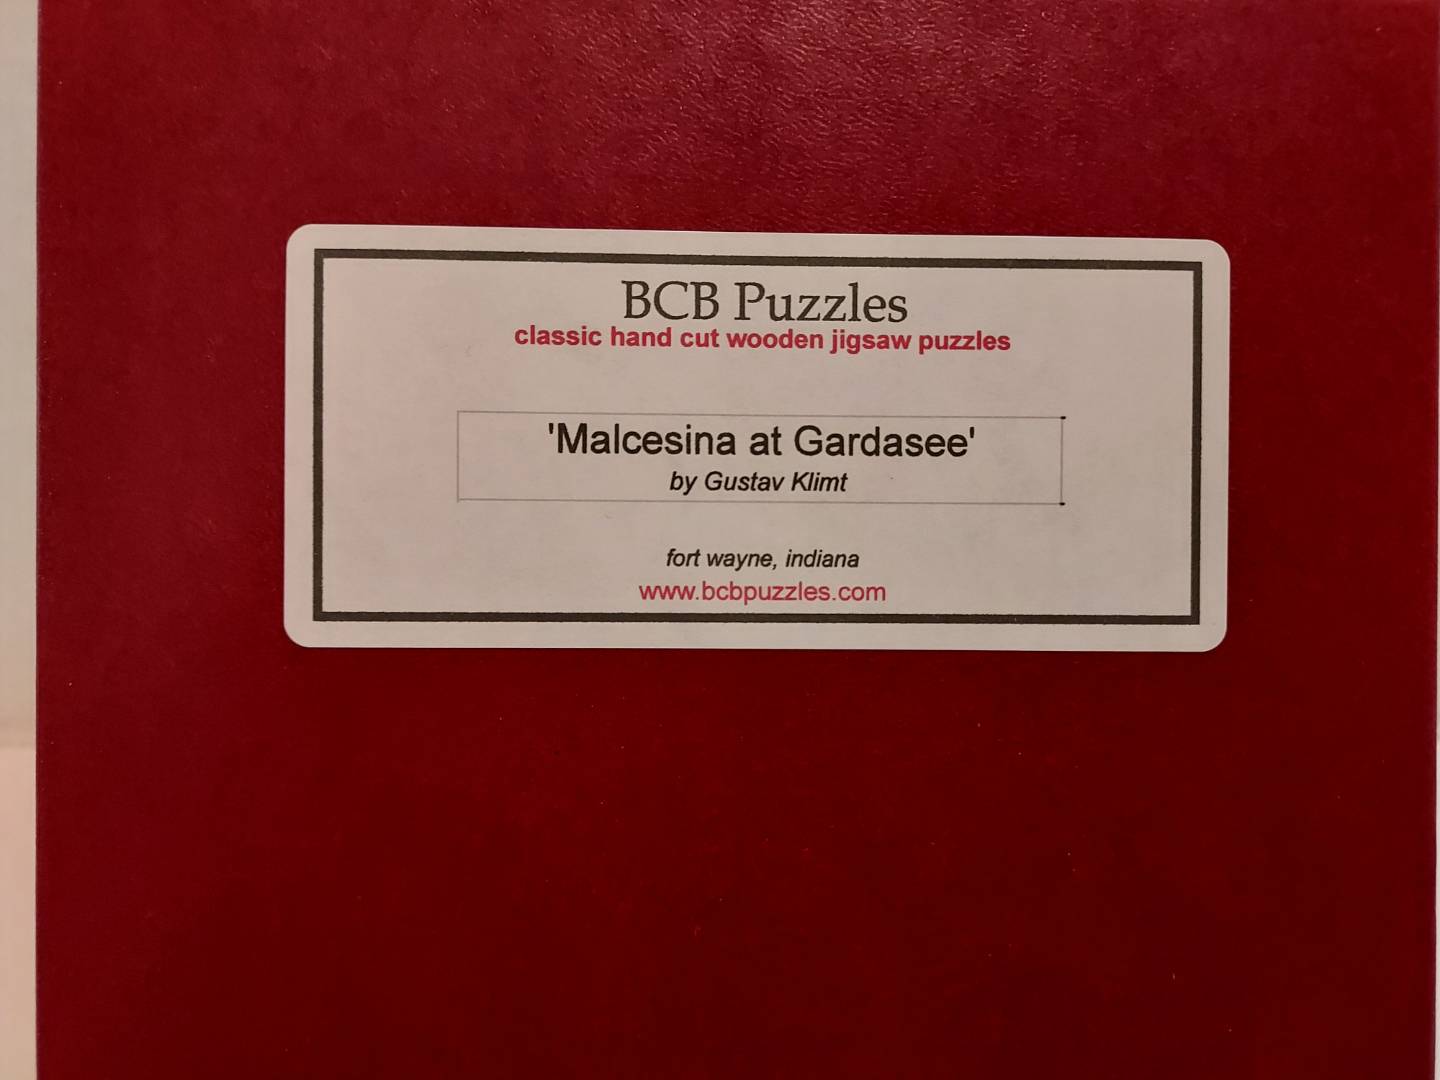 BCB Puzzles
classic hand cut wooden jigsaw puzzles
'Malcesina at Gardasee'
by Gustav Klimt
fort wayne, indiana
www.bcbpuzzles.com